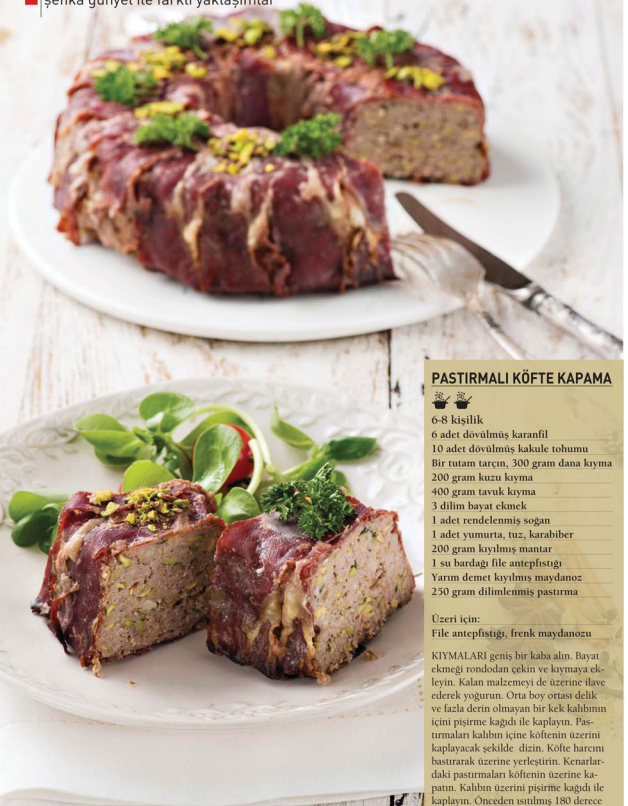 şefika günyel ile farklı yaklaşımlar
PASTIRMALI KÖFTE KAPAMA
6-8 kişilik
6 adet dövülmüş karanfil
10 adet dövülmüş kakule tohumu
Bir tutam tarçın, 300 gram dana kıyma
200 gram kuzu kıyma
400 gram tavuk kıyma
3 dilim bayat ekmek
1 adet rendelenmiş soğan
1 adet yumurta, tuz, karabiber
200 gram kıyılmış mantar
1 su bardağı file antepfıstığı
Yarım demet kıyılmış maydanoz
250 gram dilimlenmiş pastırma
Üzeri için:
File antepfıstığı, frenk maydanozu
KIYMALARI geniş bir kaba alın. Bayat
ekmeği rondodan çekin ve kıymaya ek-
leyin. Kalan malzemeyi de üzerine ilave
ederek yoğurun. Orta boy ortası delik
ve fazla derin olmayan bir kek kalıbının
içini pişirme kağıdı ile kaplayın. Pas-
tırmaları kalıbın içine köftenin üzerini
kaplayacak şekilde dizin. Köfte harcını
bastırarak üzerine yerleştirin. Kenarlar-
daki pastırmaları köftenin üzerine ka-
patın. Kalıbın üzerini pişirme kağıdı ile
kaplayın. Önceden ısıtılmış 180 derece